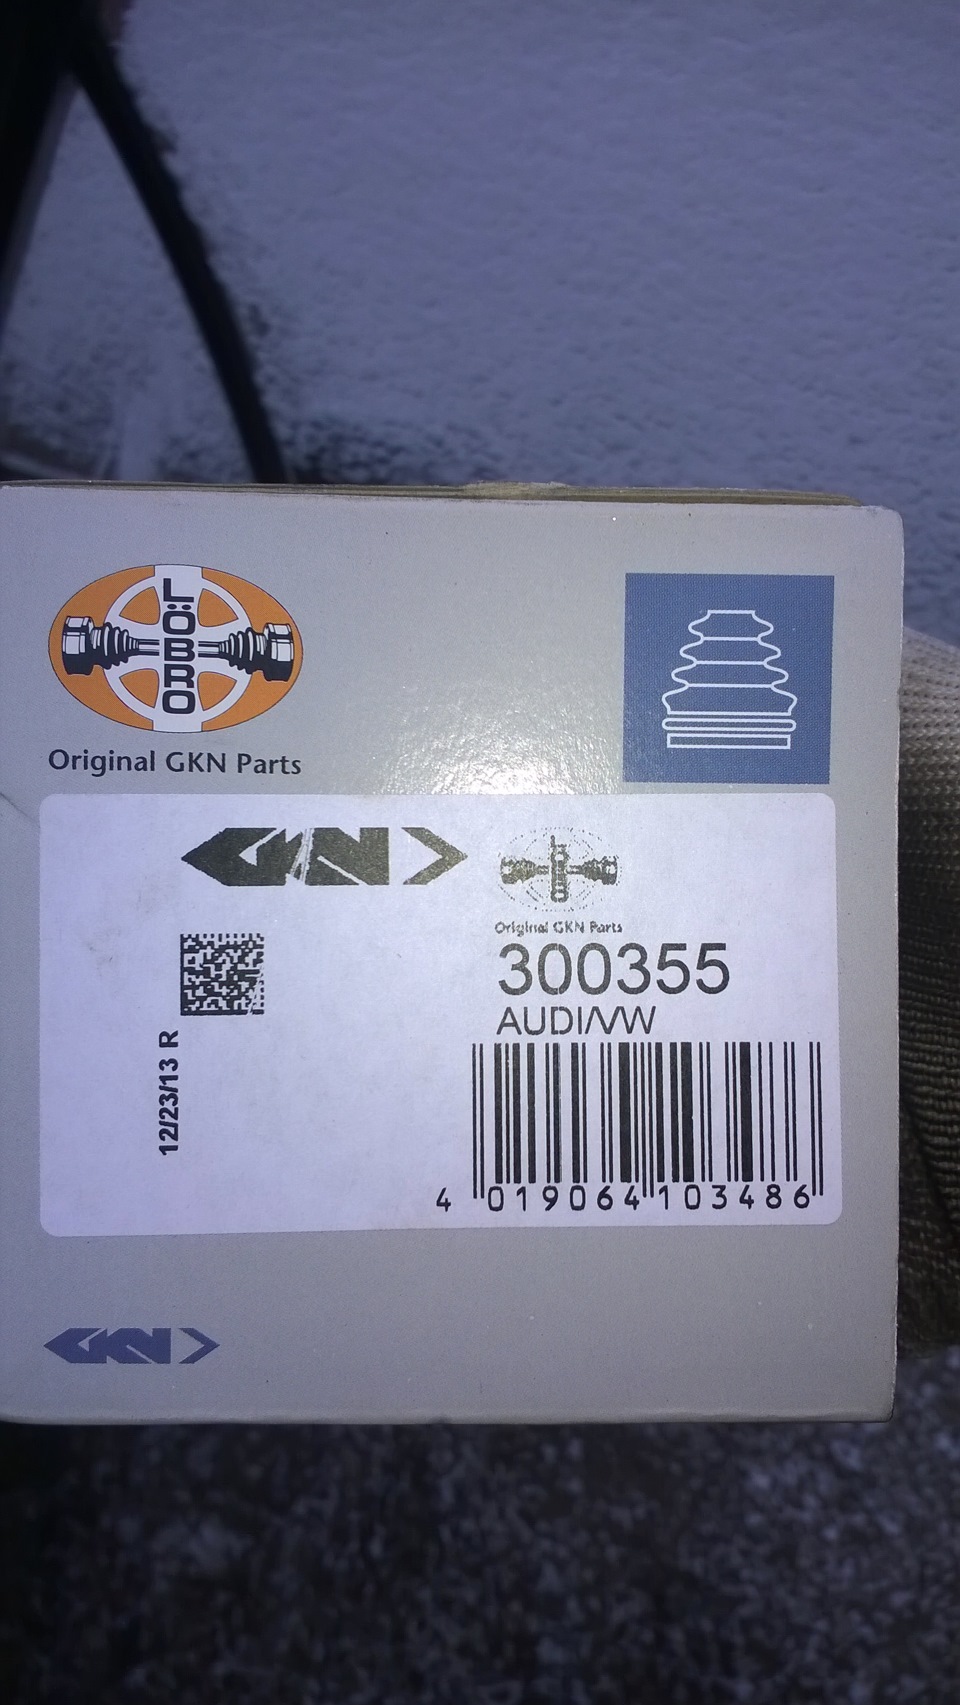 LÖBRO
Original GKN Parts
GKN
Original GKN Parts
300355
AUDI/VW
12/23/13 R
4 019064 103486
GKN